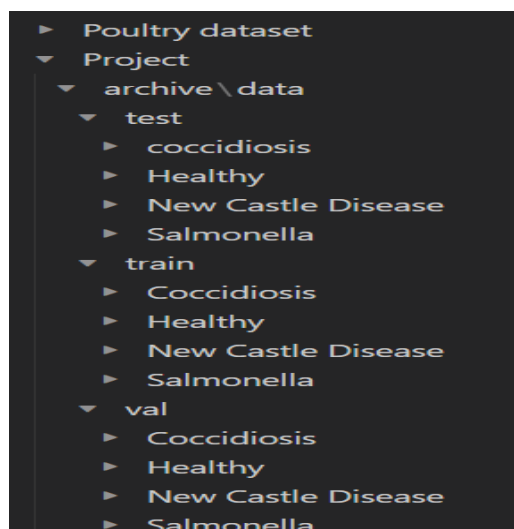 Poultry dataset
Project
archive\data
test
coccidiosis
Healthy
New Castle Disease
Salmonella
train
Coccidiosis
Healthy
New Castle Disease
Salmonella
val
Coccidiosis
Healthy
New Castle Disease
Salmonella